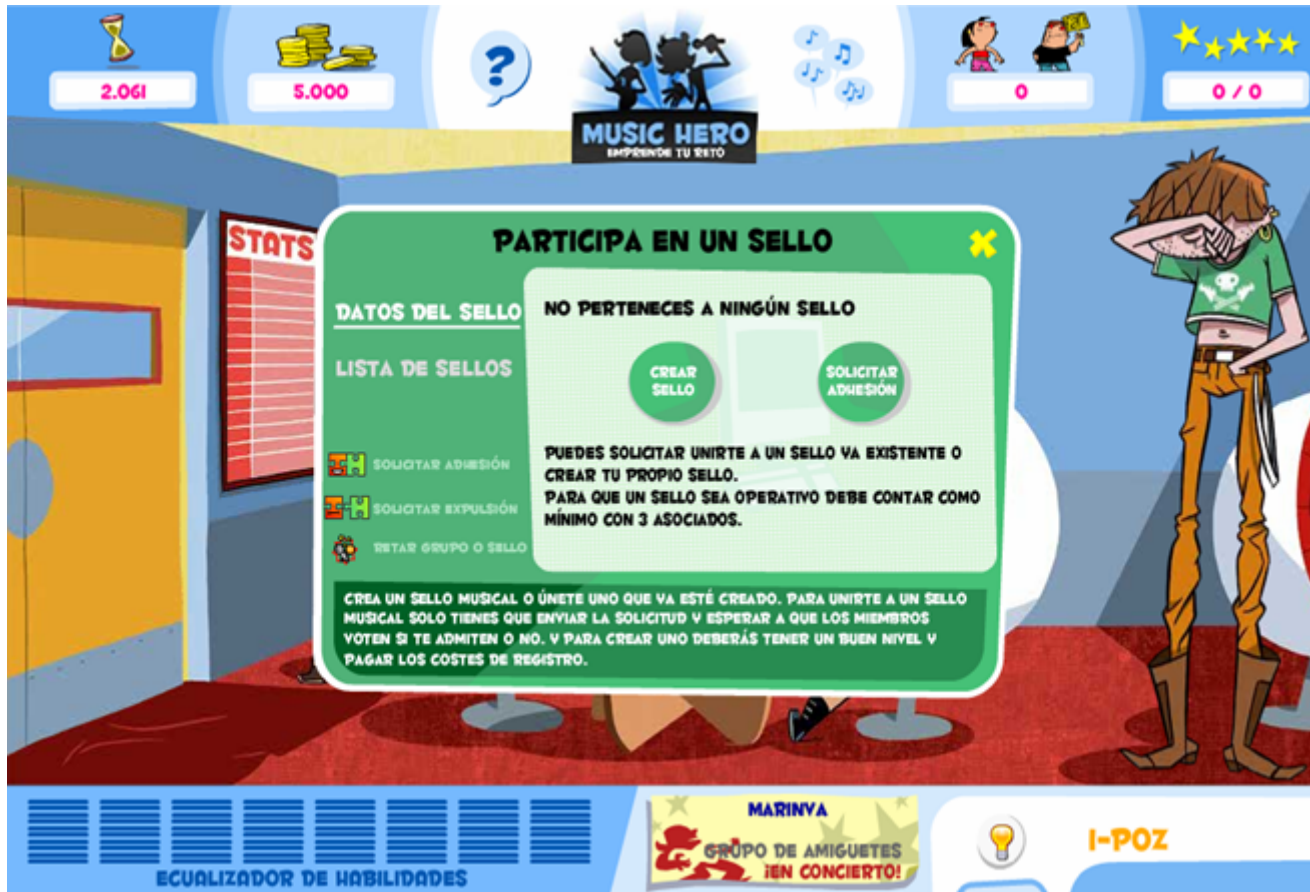 2.061
5.000
?
MUSIC HERO
EMPRENDE TU RETO
0
0 / 0
STATS
PARTICIPA EN UN SELLO
DATOS DEL SELLO
LISTA DE SELLOS
SOLICITAR ADHESIÓN
SOLICITAR EXPULSIÓN
RETAR GRUPO O SELLO
NO PERTENECES A NINGÚN SELLO
CREAR
SELLO
SOLICITAR
ADHESIÓN
PUEDES SOLICITAR UNIRTE A UN SELLO YA EXISTENTE O
CREAR TU PROPIO SELLO.
PARA QUE UN SELLO SEA OPERATIVO DEBE CONTAR COMO
MÍNIMO CON 3 ASOCIADOS.
CREA UN SELLO MUSICAL O ÚNETE UNO QUE YA ESTÉ CREADO. PARA UNIRTE A UN SELLO
MUSICAL SOLO TIENES QUE ENVIAR LA SOLICITUD Y ESPERAR A QUE LOS MIEMBROS
VOTEN SI TE ADMITEN O NO. Y PARA CREAR UNO DEBERÁS TENER UN BUEN NIVEL Y
PAGAR LOS COSTES DE REGISTRO.
ECUALIZADOR DE HABILIDADES
MARINVA
GRUPO DE AMIGUETES
¡EN CONCIERTO!
I-POZ